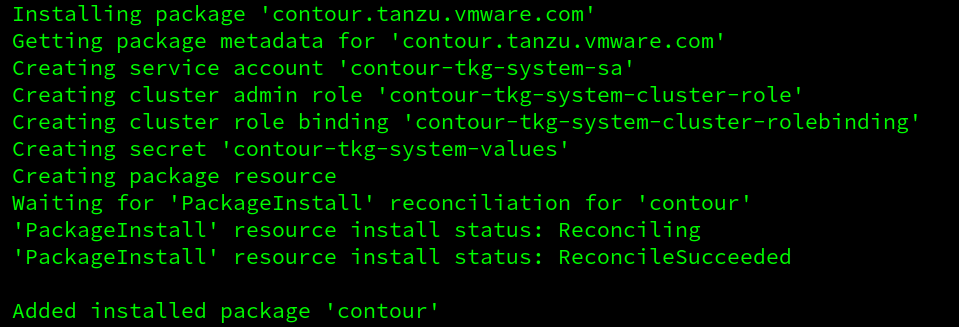 Installing package 'contour.tanzu.vmware.com'
Getting package metadata for 'contour.tanzu.vmware.com'
Creating service account 'contour-tkg-system-sa'
Creating cluster admin role 'contour-tkg-system-cluster-role'
Creating cluster role binding 'contour-tkg-system-cluster-rolebinding'
Creating secret 'contour-tkg-system-values'
Creating package resource
Waiting for 'PackageInstall' reconciliation for 'contour'
'PackageInstall' resource install status: Reconciling
'PackageInstall' resource install status: ReconcileSucceeded
Added installed package 'contour'